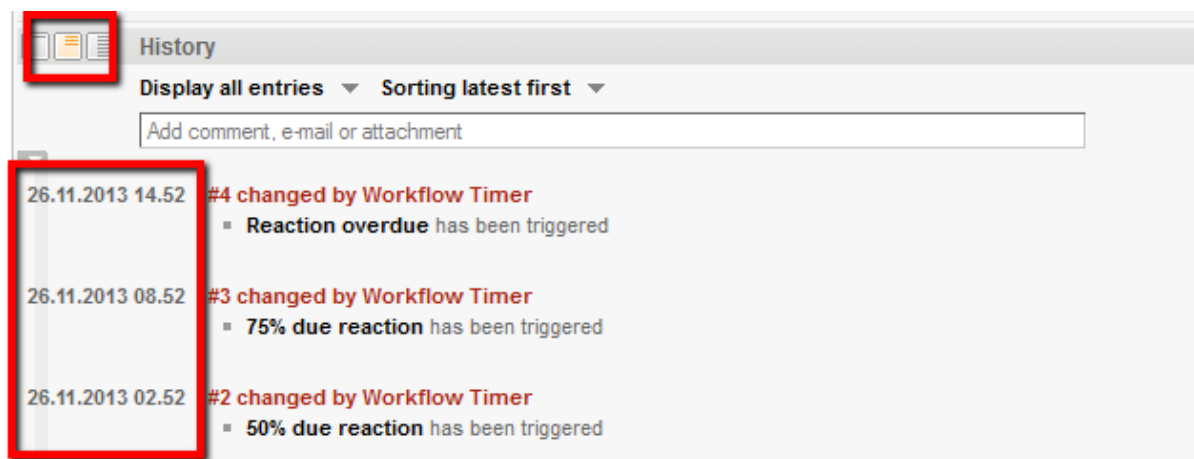 History
Display all entries Sorting latest first
Add comment, e-mail or attachment
26.11.2013 14.52 #4 changed by Workflow Timer
Reaction overdue has been triggered
26.11.2013 08.52 #3 changed by Workflow Timer
75% due reaction has been triggered
26.11.2013 02.52 #2 changed by Workflow Timer
50% due reaction has been triggered